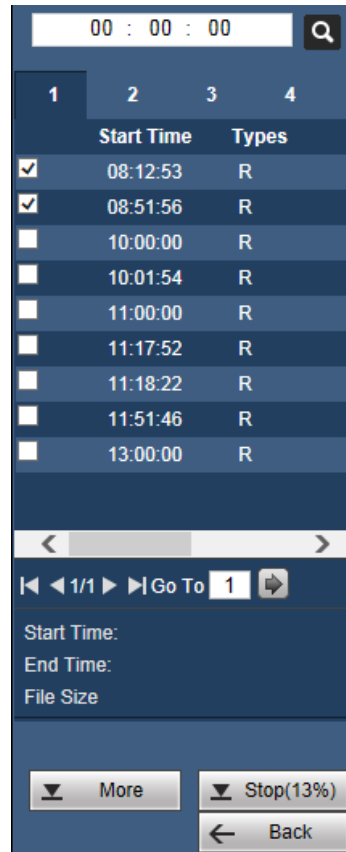 00 : 00 : 00
1 2 3 4
Start Time Types
08:12:53 R
08:51:56 R
10:00:00 R
10:01:54 R
11:00:00 R
11:17:52 R
11:18:22 R
11:51:46 R
13:00:00 R
1/1 Go To 1
Start Time:
End Time:
File Size
More Stop(13%)
Back